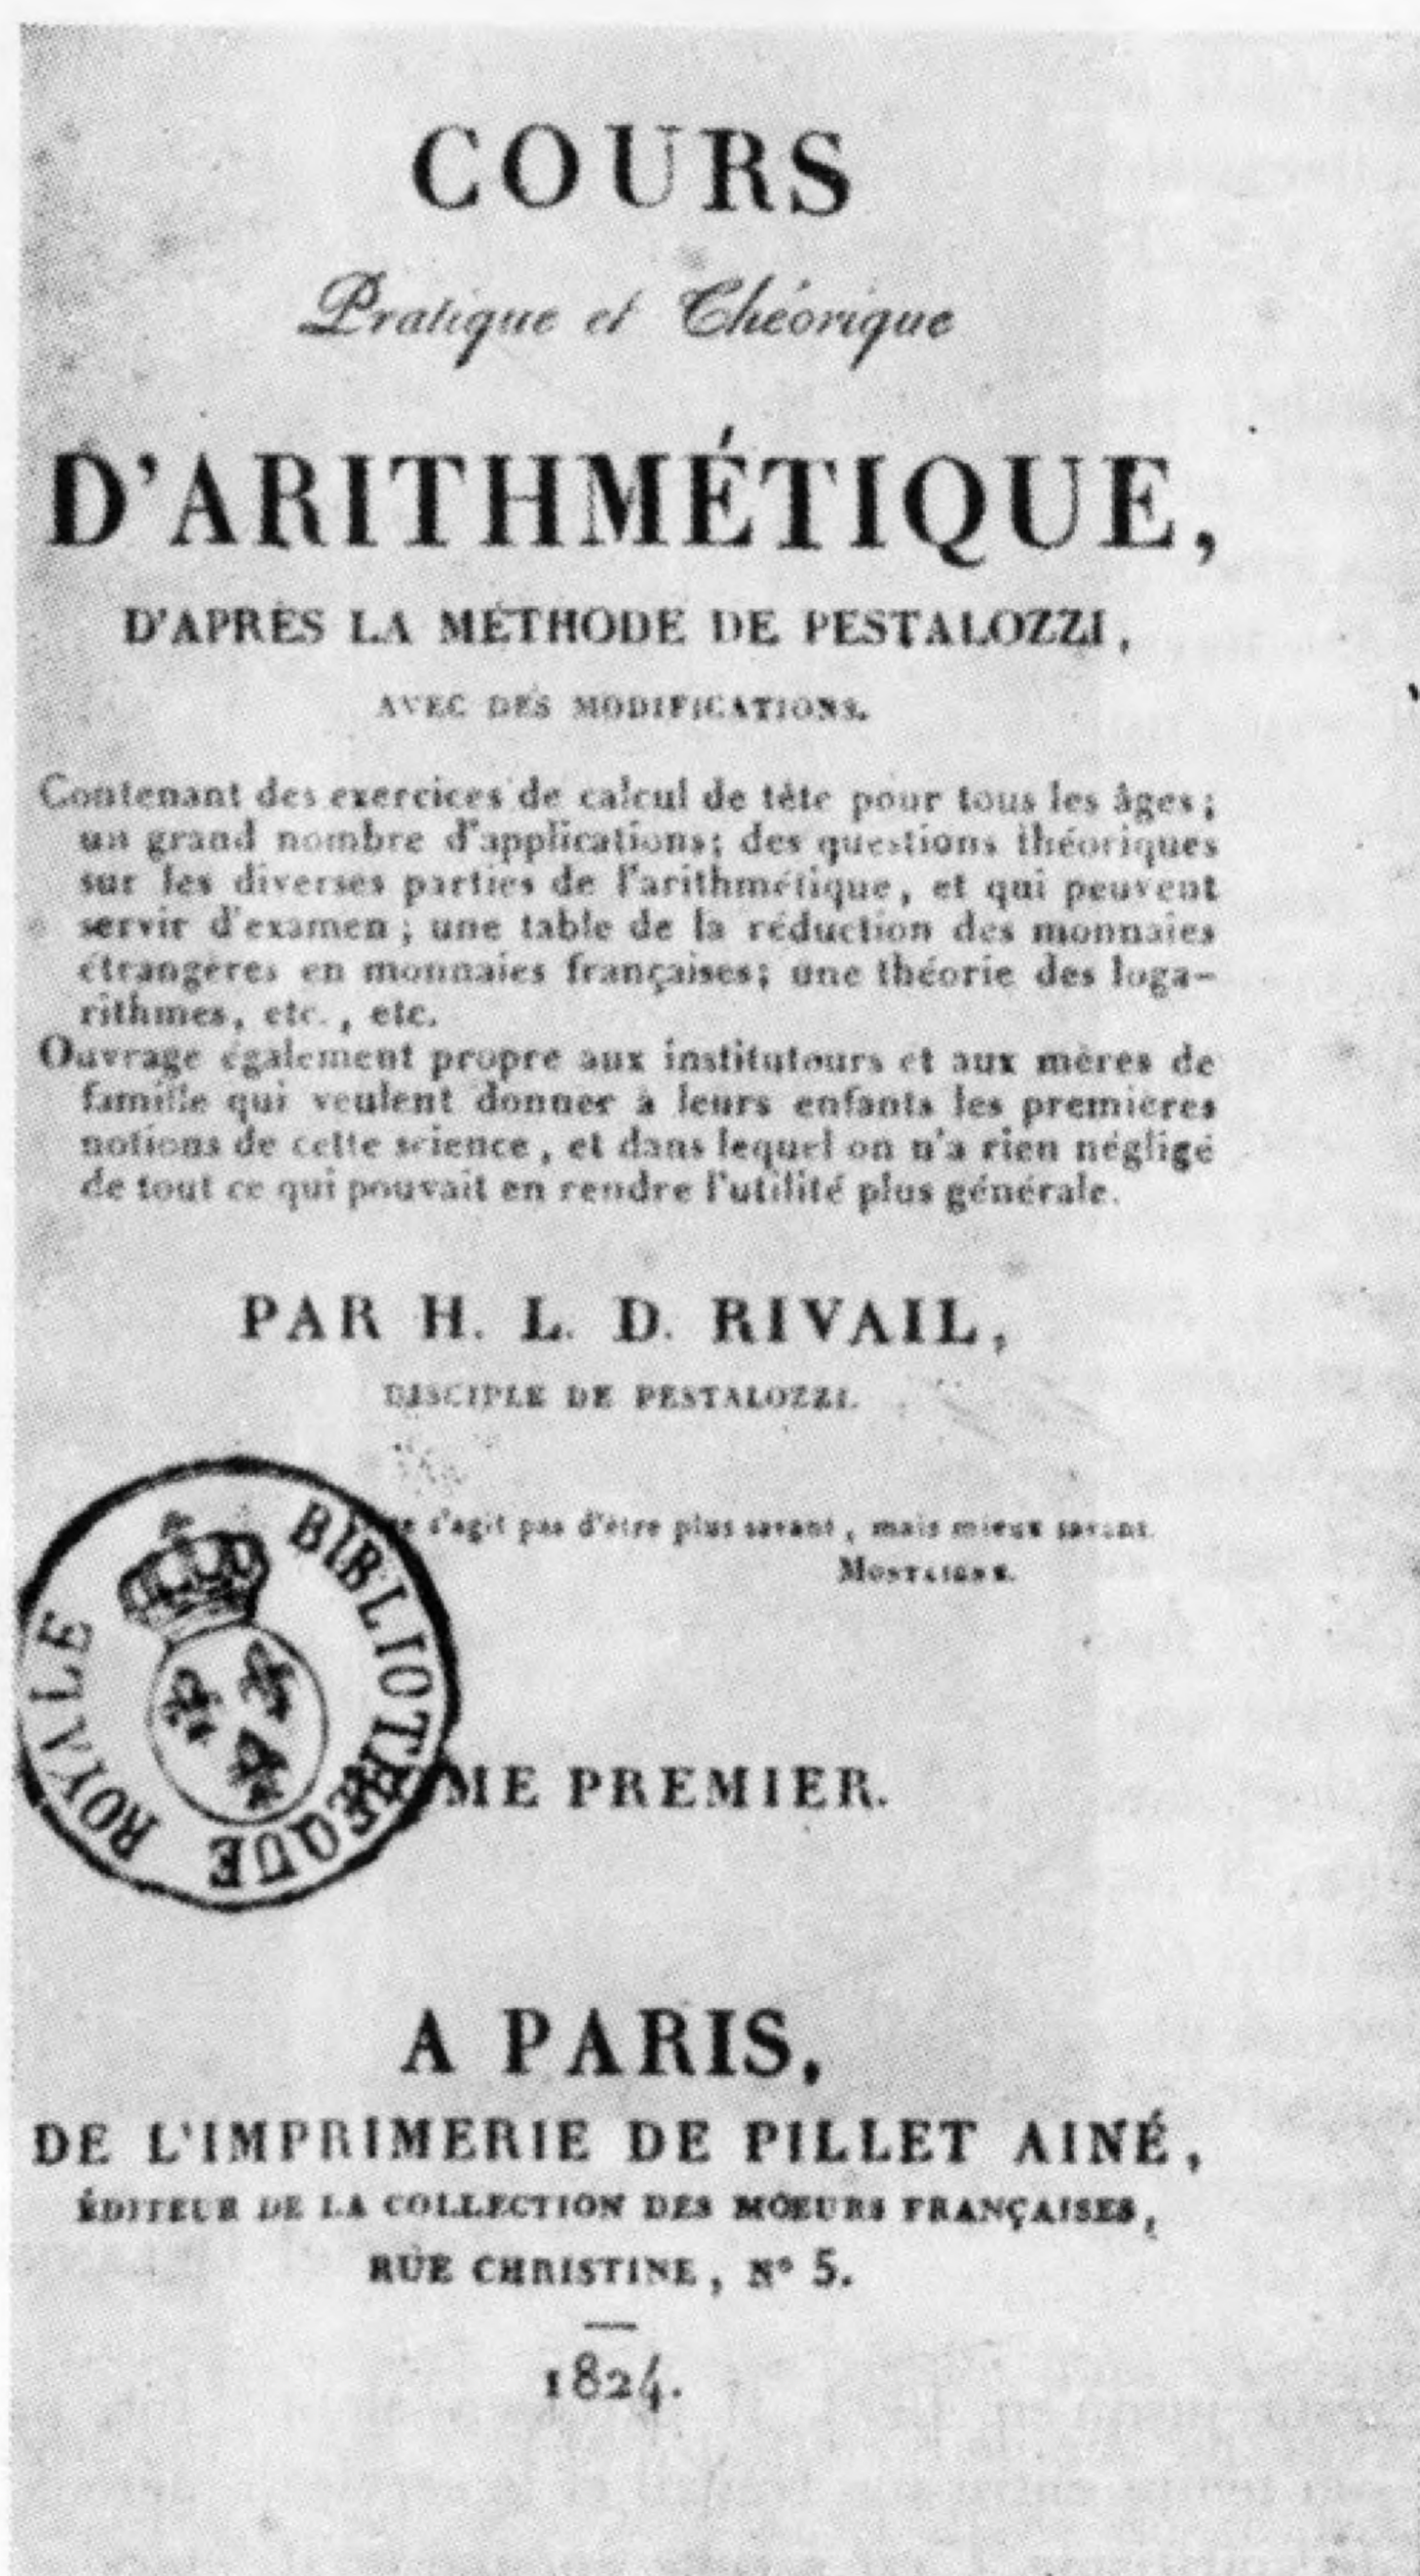 COURS
Pratique et Théorique
D'ARITHMÉTIQUE,
D'APRÈS LA MÉTHODE DE PESTALOZZI,
AVEC DES MODIFICATIONS.
Contenant des exercices de calcul de tête pour tous les âges;
un grand nombre d'applications; des questions théoriques
sur les diverses parties de l'arithmétique, et qui peuvent
servir d'examen; une table de la réduction des monnaies
étrangères en monnaies françaises; une théorie des loga-
rithmes, etc., etc.
Ouvrage également propre aux instituteurs et aux mères de
famille qui veulent donner à leurs enfants les premières
notions de cette science, et dans lequel on n'a rien négligé
de tout ce qui pouvait en rendre l'utilité plus générale.
PAR H. L. D. RIVAIL,
DISCIPLE DE PESTALOZZI.
s'agit pas d'être plus savant, mais mieux savant.
MONTAIGNE.
BIBLIOTHEQUE ROYALE
ME PREMIER.
A PARIS,
DE L'IMPRIMERIE DE PILLET AINÉ,
ÉDITEUR DE LA COLLECTION DES MOEURS FRANÇAISES,
RUE CHRISTINE, N° 5.
1824.